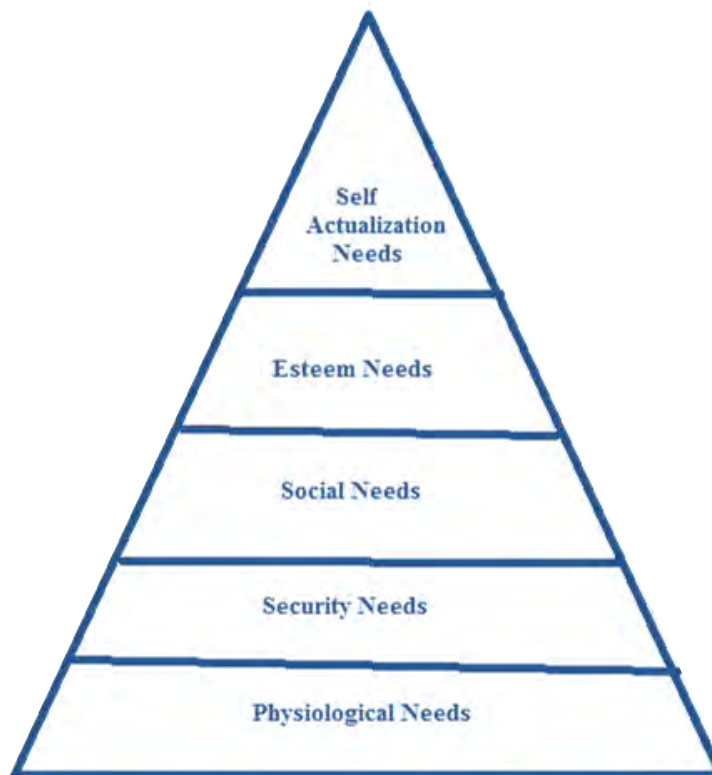 Self
Actualization
Needs
Esteem Needs
Social Needs
Security Needs
Physiological Needs